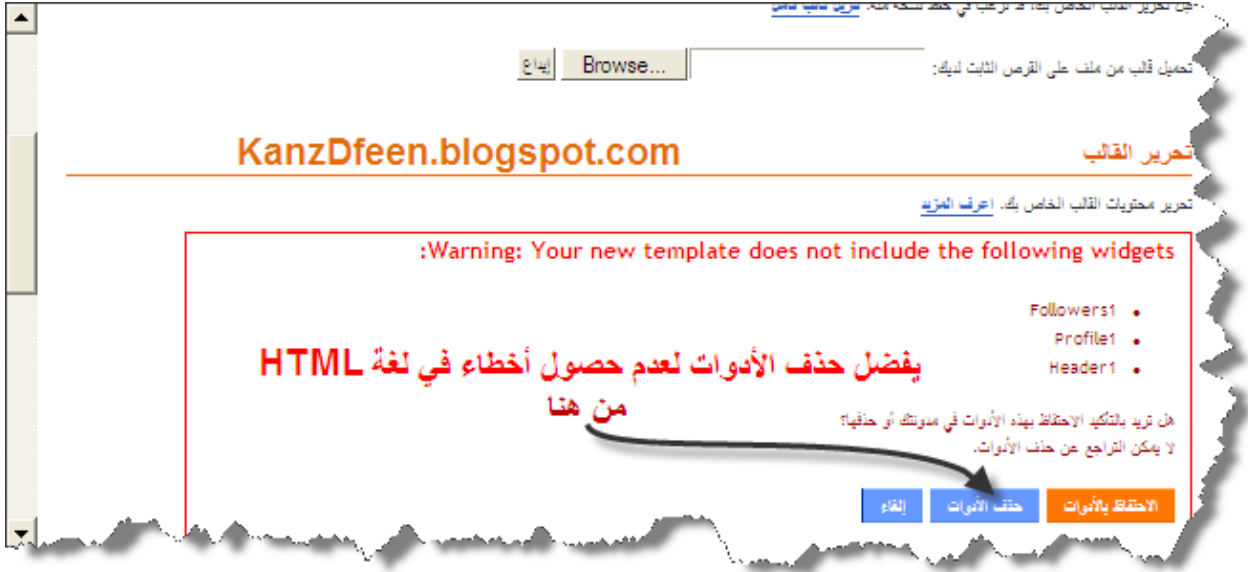 تحميل قالب من ملف على القرص الثابت لديك: Browse... إيداع
تحرير القالب
KanzDfeen.blogspot.com
تحرير محتويات القالب الخاص بك. اعرف المزيد
Warning: Your new template does not include the following widgets:
Followers1
Profile1
Header1
يفضل حذف الأدوات لعدم حصول أخطاء في لغة HTML
من هنا
هل تريد بالتأكيد الاحتفاظ بهذه الأدوات في مدونتك أو حذفها؟
لا يمكن التراجع عن حذف الأدوات.
الاحتفاظ بالأدوات حذف الأدوات إلغاء